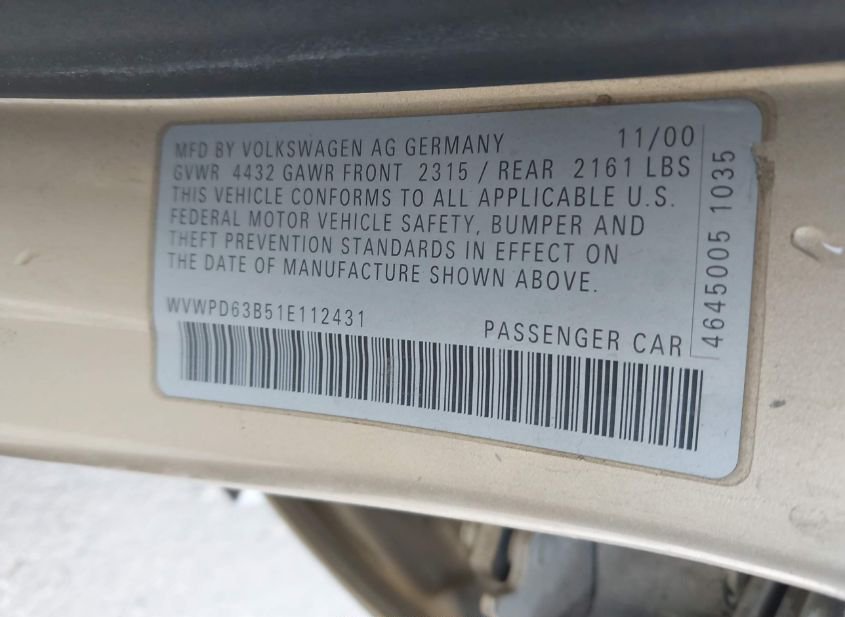 MFD BY VOLKSWAGEN AG GERMANY 11/00
GVWR 4432 GAWR FRONT 2315 / REAR 2161 LBS
THIS VEHICLE CONFORMS TO ALL APPLICABLE U.S.
FEDERAL MOTOR VEHICLE SAFETY, BUMPER AND
THEFT PREVENTION STANDARDS IN EFFECT ON
THE DATE OF MANUFACTURE SHOWN ABOVE.
WVWPD63B51E112431
PASSENGER CAR
4645005 1035